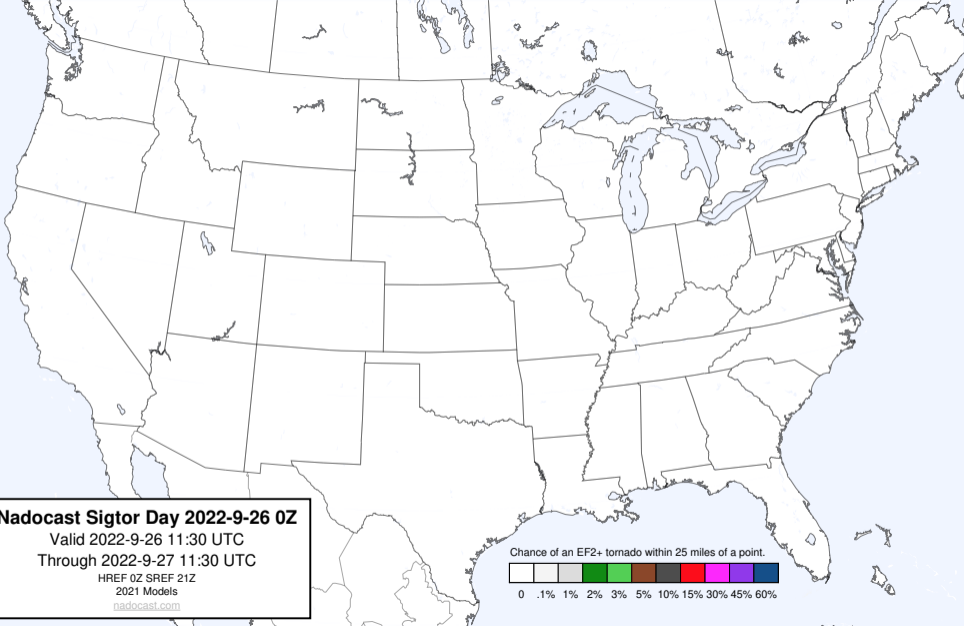 Nadocast Sigtor Day 2022-9-26 0Z
Valid 2022-9-26 11:30 UTC
Through 2022-9-27 11:30 UTC
HREF 0Z SREF 21Z
2021 Models
nadocast.com
Chance of an EF2+ tornado within 25 miles of a point.
0 .1% 1% 2% 3% 5% 10% 15% 30% 45% 60%